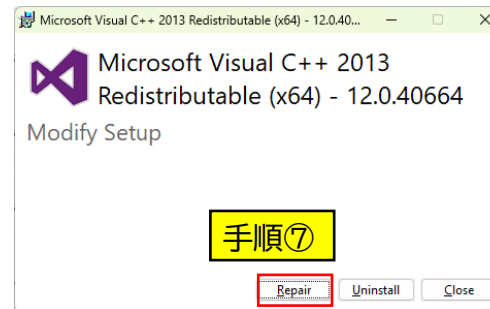 Microsoft Visual C++ 2013 Redistributable (x64) - 12.0.40...
Microsoft Visual C++ 2013
Redistributable (x64) - 12.0.40664
Modify Setup
手順⑦
Repair Uninstall Close